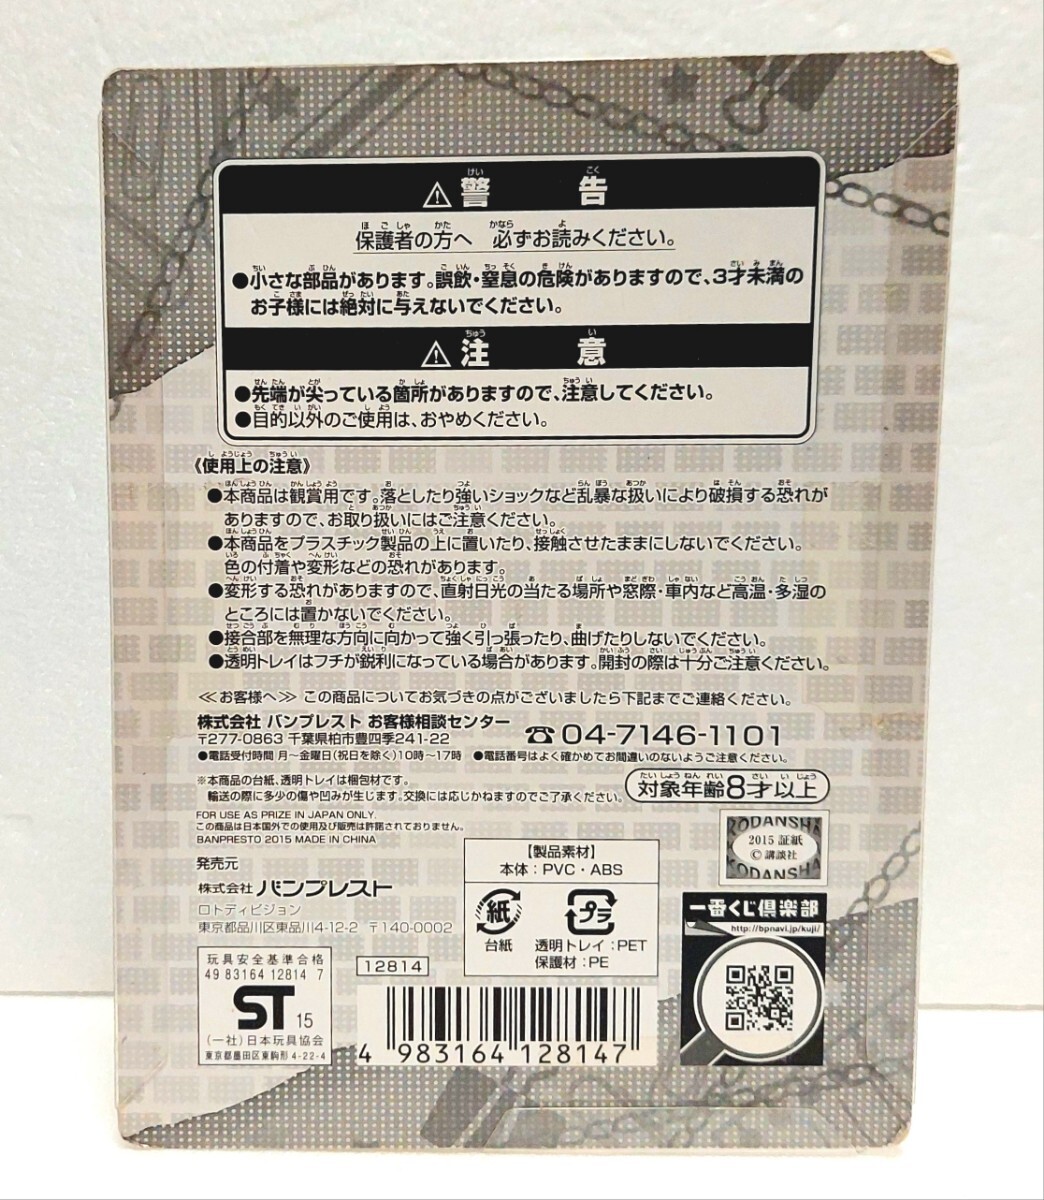 ⚠警告
保護者の方へ 必ずお読みください。
●小さな部品があります。誤飲・窒息の危険がありますので、3才未満の
お子様には絶対に与えないでください。
⚠注意
●先端が尖っている箇所がありますので、注意してください。
●目的以外のご使用は、おやめください。
《使用上の注意》
●本商品は観賞用です。落としたり強いショックなど乱暴な扱いにより破損する恐れが
ありますので、お取り扱いにはご注意ください。
●本商品をプラスチック製品の上に置いたり、接触させたままにしないでください。
色の付着や変形などの恐れがあります。
●変形する恐れがありますので、直射日光の当たる場所や窓際・車内など高温・多湿の
ところには置かないでください。
●接合部を無理な方向に向かって強く引っ張ったり、曲げたりしないでください。
●透明トレイはフチが鋭利になっている場合があります。開封の際は十分ご注意ください。
≪お客様へ≫ この商品についてお気づきの点がございましたら下記までご連絡ください。
株式会社 バンプレスト お客様相談センター
〒277-0863 千葉県柏市豊四季241-22
☎04-7146-1101
●電話受付時間 月～金曜日(祝日を除く)10時～17時 ●電話番号はよく確かめてお間違いのないようご注意ください。
※本商品の台紙、透明トレイは梱包材です。
輸送の際に多少の傷や凹みが生じます。交換には応じかねますのでご了承ください。
対象年齢8才以上
FOR USE AS PRIZE IN JAPAN ONLY.
この商品は日本国外での使用及び販売は許諾されておりません。
BANPRESTO 2015 MADE IN CHINA
発売元
株式会社 バンプレスト
ロトディビジョン
東京都品川区東品川4-12-2 〒140-0002
【製品素材】
本体：PVC・ABS
紙
台紙
プラ
透明トレイ：PET
保護材：PE
KODANSHA
2015 証紙
©講談社
KODANSHA
一番くじ倶楽部
http://bpnavi.jp/kuji/
玩具安全基準合格
49 83164 12814 7
ST 15
(一社)日本玩具協会
東京都墨田区東駒形4-22-4
12814
4 983164 128147